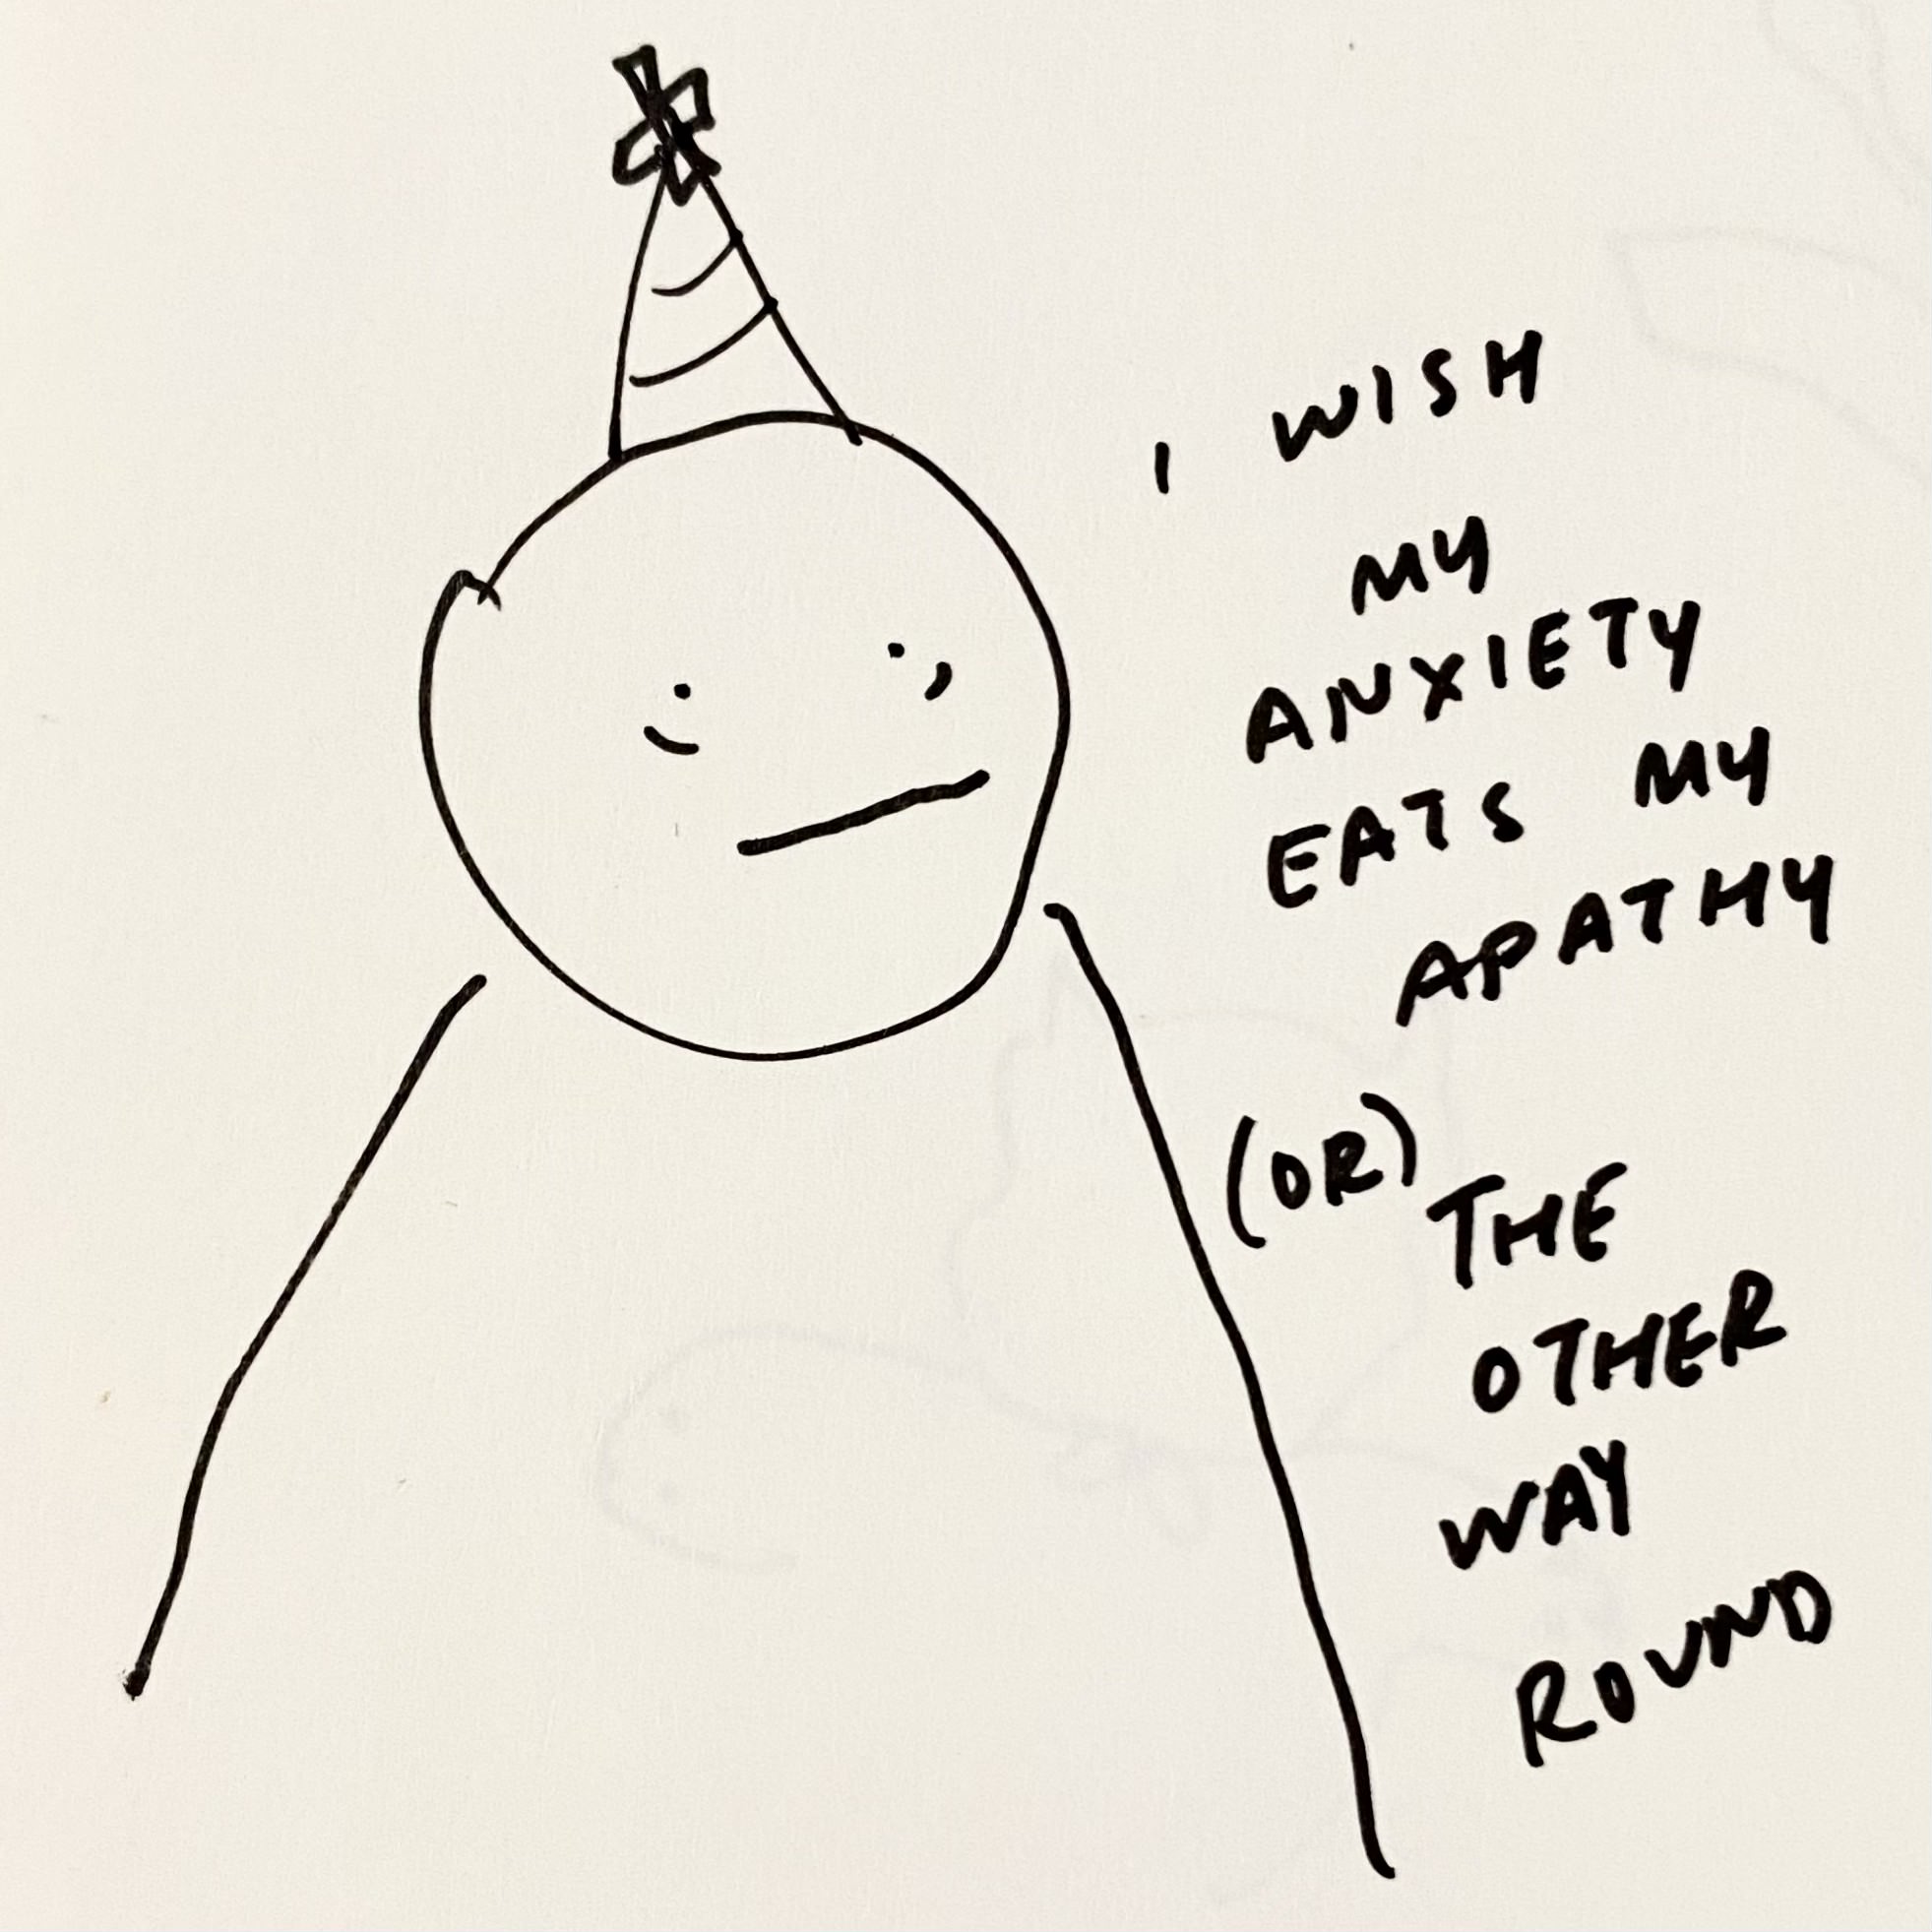 I WISH
MY
ANXIETY
EATS MY
APATHY
(OR) THE
OTHER
WAY
ROUND